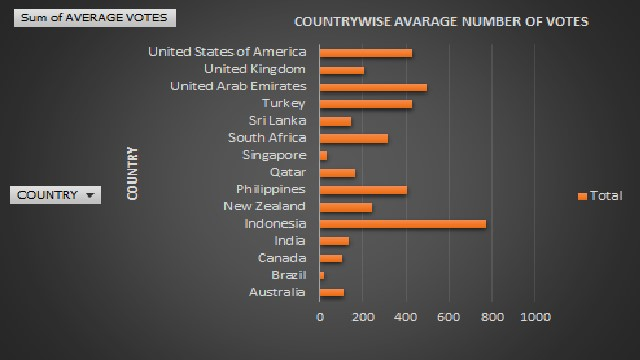 Sum of AVERAGE VOTES
COUNTRYWISE AVARAGE NUMBER OF VOTES
United States of America
United Kingdom
United Arab Emirates
Turkey
Sri Lanka
South Africa
Singapore
Qatar
Philippines
New Zealand
Indonesia
India
Canada
Brazil
Australia
COUNTRY
COUNTRY
Total
0 200 400 600 800 1000